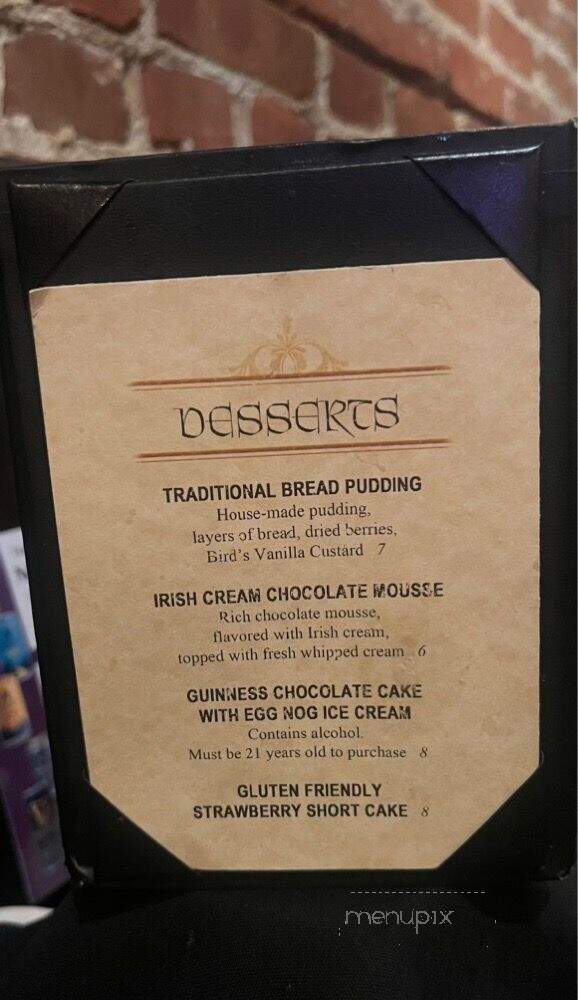 DESSERTS
TRADITIONAL BREAD PUDDING
House-made pudding,
layers of bread, dried berries,
Bird's Vanilla Custard 7
IRISH CREAM CHOCOLATE MOUSSE
Rich chocolate mousse,
flavored with Irish cream,
topped with fresh whipped cream 6
GUINNESS CHOCOLATE CAKE
WITH EGG NOG ICE CREAM
Contains alcohol.
Must be 21 years old to purchase 8
GLUTEN FRIENDLY
STRAWBERRY SHORT CAKE 8
menupix